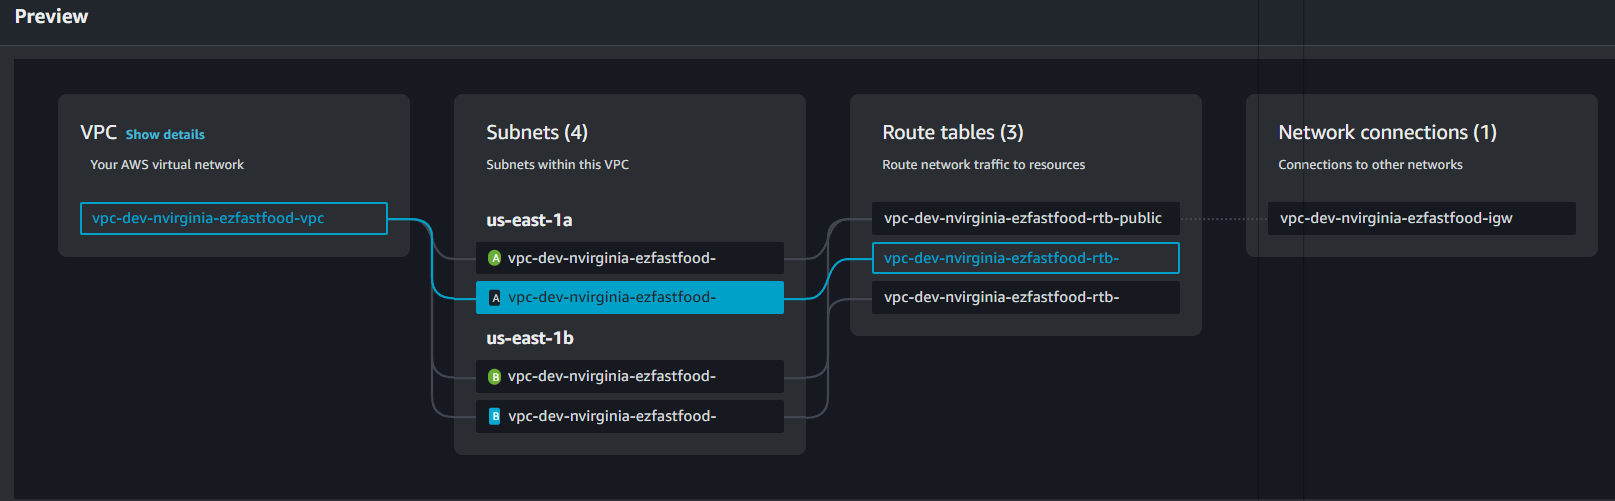 Preview
VPC Show details
Your AWS virtual network
vpc-dev-nvirginia-ezfastfood-vpc
Subnets (4)
Subnets within this VPC
us-east-1a
A vpc-dev-nvirginia-ezfastfood-
A vpc-dev-nvirginia-ezfastfood-
us-east-1b
B vpc-dev-nvirginia-ezfastfood-
B vpc-dev-nvirginia-ezfastfood-
Route tables (3)
Route network traffic to resources
vpc-dev-nvirginia-ezfastfood-rtb-public
vpc-dev-nvirginia-ezfastfood-rtb-
vpc-dev-nvirginia-ezfastfood-rtb-
Network connections (1)
Connections to other networks
vpc-dev-nvirginia-ezfastfood-igw